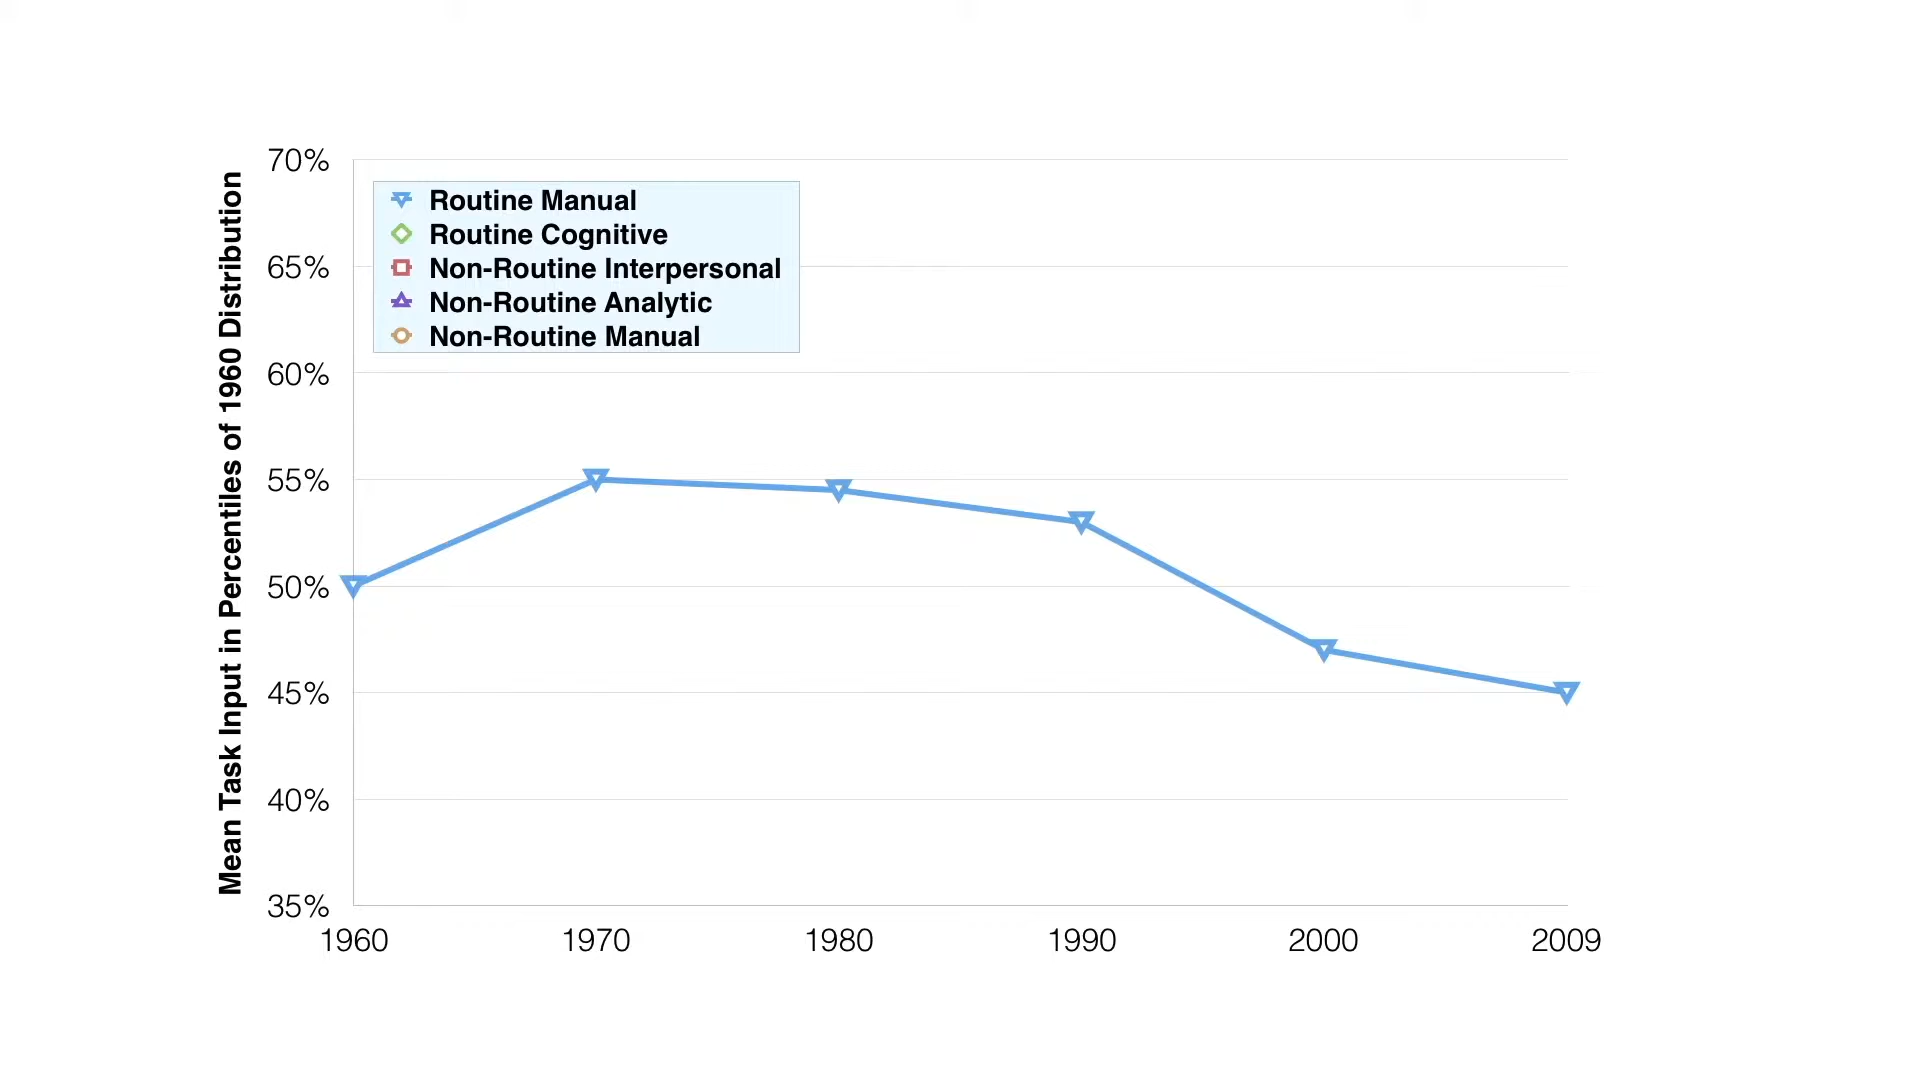 Mean Task Input in Percentiles of 1960 Distribution
70%
65%
60%
55%
50%
45%
40%
35%
Routine Manual
Routine Cognitive
Non-Routine Interpersonal
Non-Routine Analytic
Non-Routine Manual
1960 1970 1980 1990 2000 2009